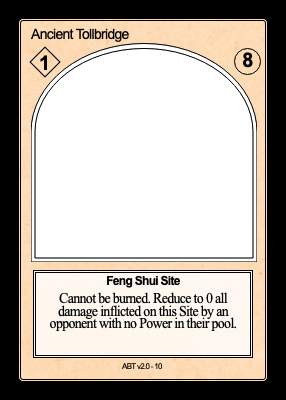 Ancient Tollbridge
1
8
Feng Shui Site
Cannot be burned. Reduce to 0 all
damage inflicted on this Site by an
opponent with no Power in their pool.
ABT v2.0 - 10